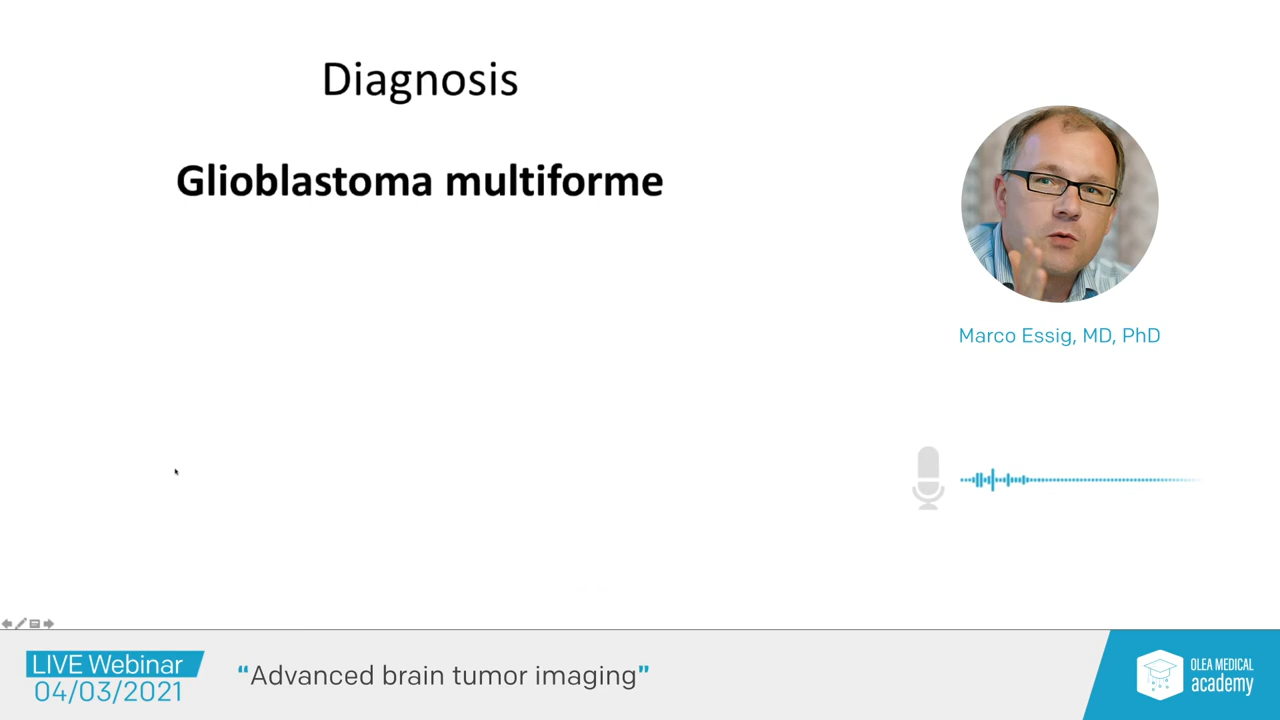 Diagnosis
Glioblastoma multiforme
Marco Essig, MD, PhD
LIVE Webinar
04/03/2021
“Advanced brain tumor imaging”
OLEA MEDICAL
academy